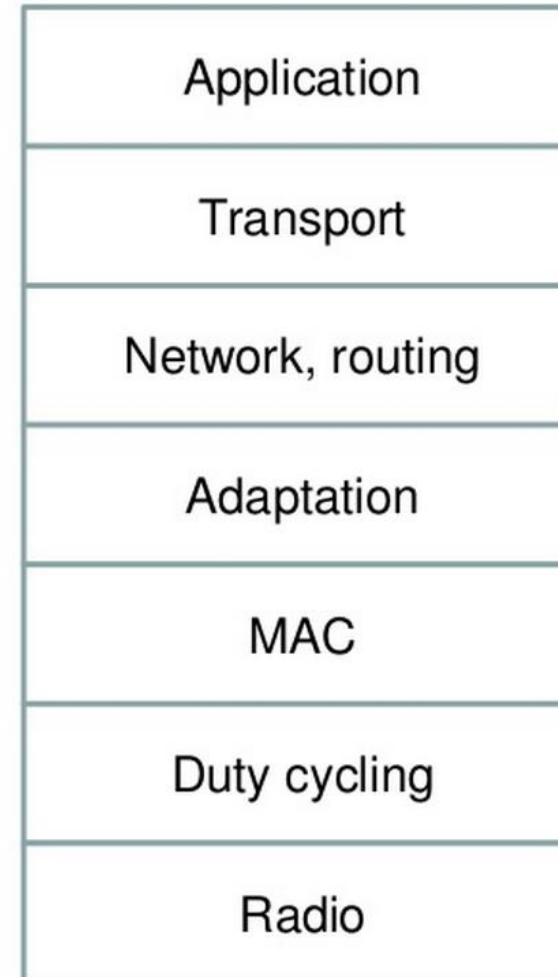 Application
Transport
Network, routing
Adaptation
MAC
Duty cycling
Radio